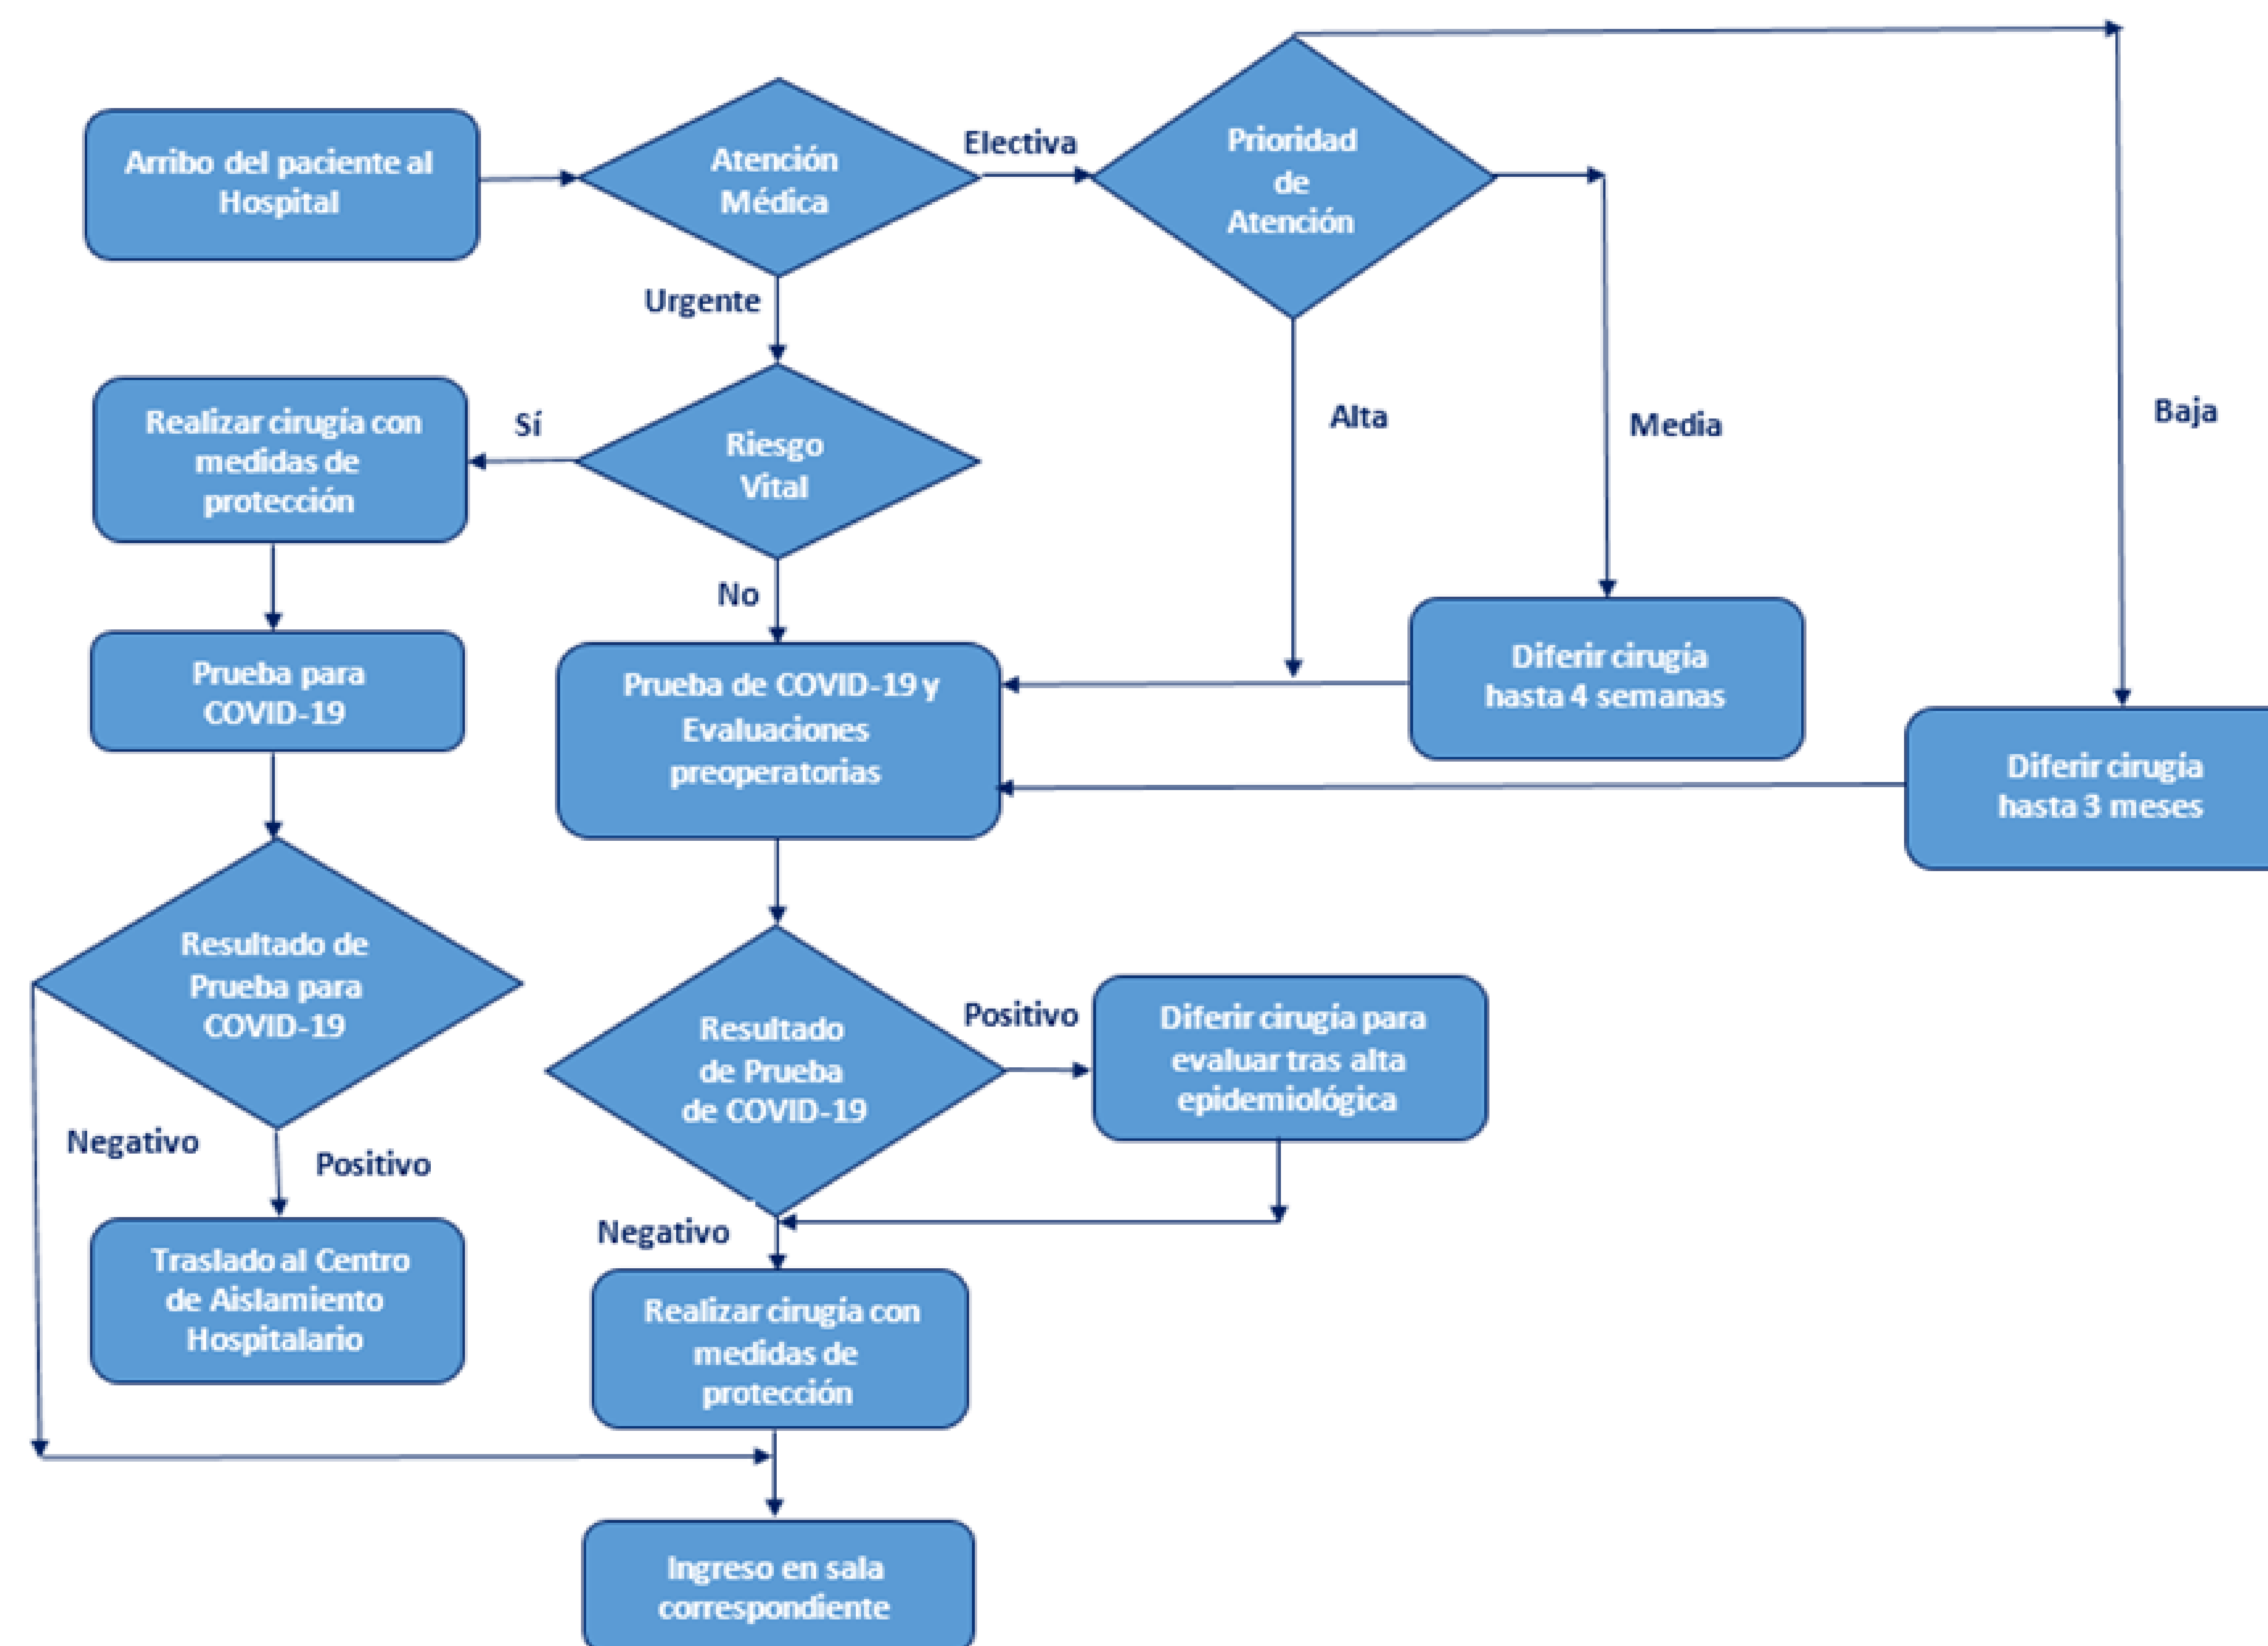 Arribo del paciente al
Hospital
Atención
Médica
Electiva
Prioridad
de
Atención
Urgente
Realizar cirugía con
medidas de
protección
Sí
Riesgo
Vital
Alta
Media
Baja
No
Prueba para
COVID-19
Prueba de COVID-19 y
Evaluaciones
preoperatorias
Diferir cirugía
hasta 4 semanas
Diferir cirugía
hasta 3 meses
Resultado de
Prueba para
COVID-19
Resultado
de Prueba
de COVID-19
Positivo
Diferir cirugía para
evaluar tras alta
epidemiológica
Negativo
Positivo
Traslado al Centro
de Aislamiento
Hospitalario
Negativo
Realizar cirugía con
medidas de
protección
Ingreso en sala
correspondiente